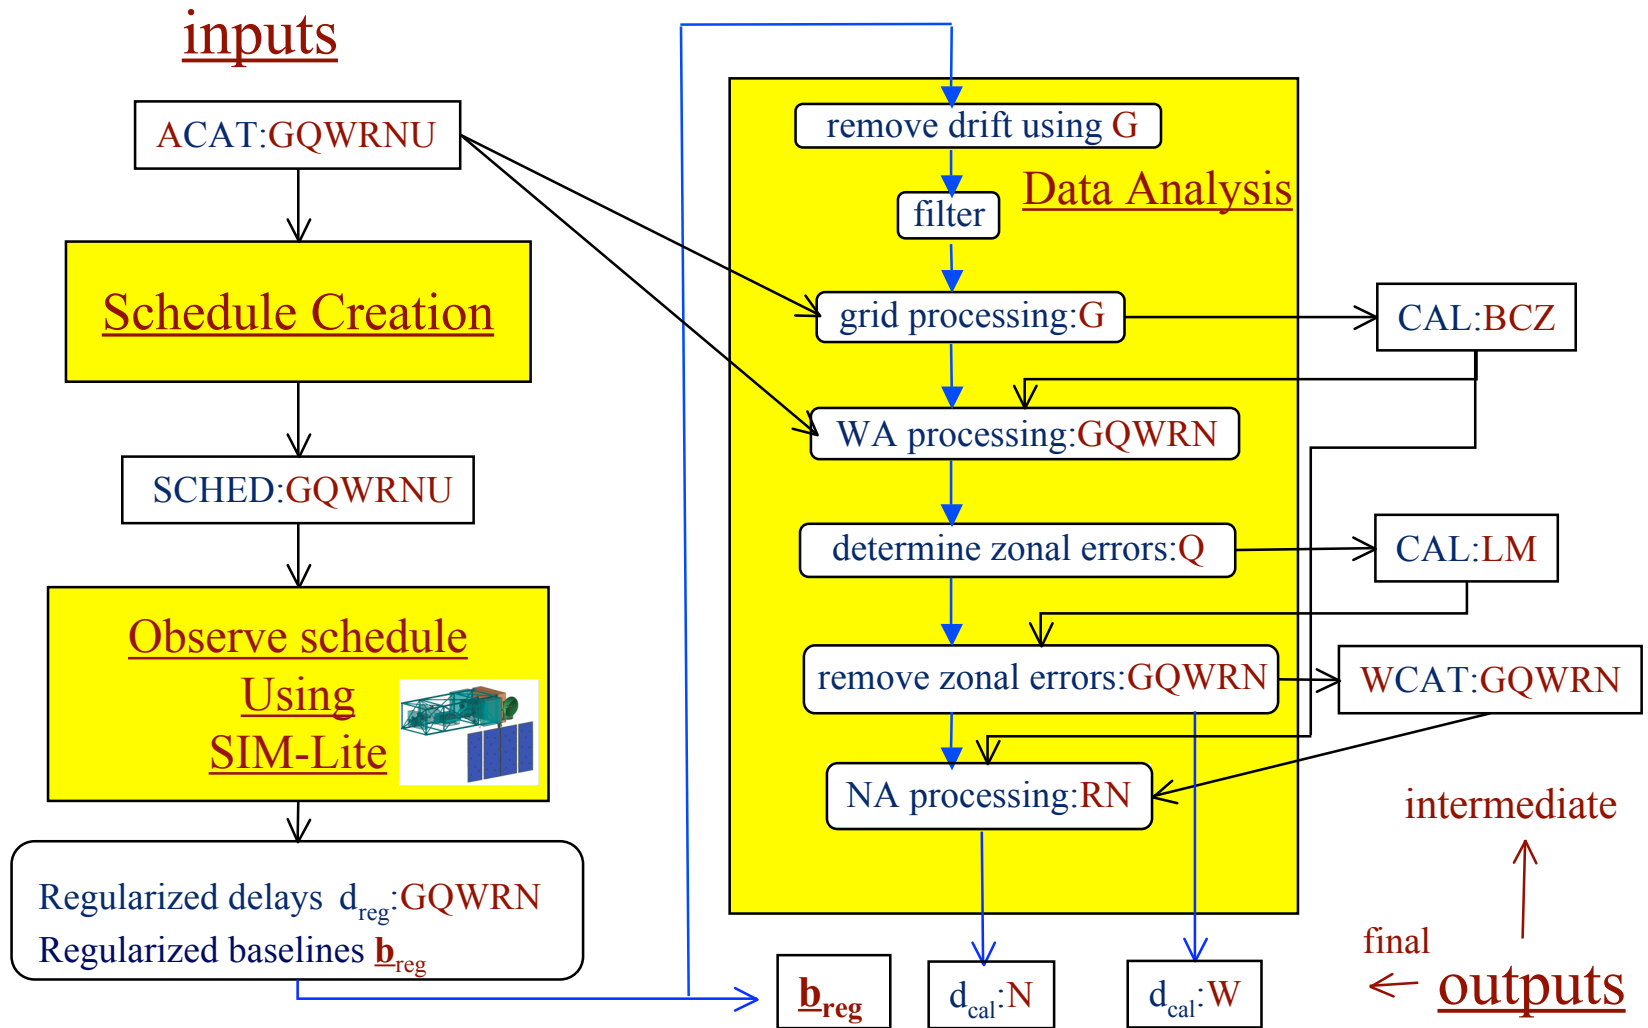 inputs
ACAT:GQWRNU
Schedule Creation
SCHED:GQWRNU
Observe schedule
Using
SIM-Lite
Regularized delays d_reg:GQWRN
Regularized baselines b_reg
remove drift using G
Data Analysis
filter
grid processing:G
CAL:BCZ
WA processing:GQWRN
determine zonal errors:Q
CAL:LM
remove zonal errors:GQWRN
WCAT:GQWRN
NA processing:RN
b_reg
d_cal:N
d_cal:W
intermediate
final
outputs